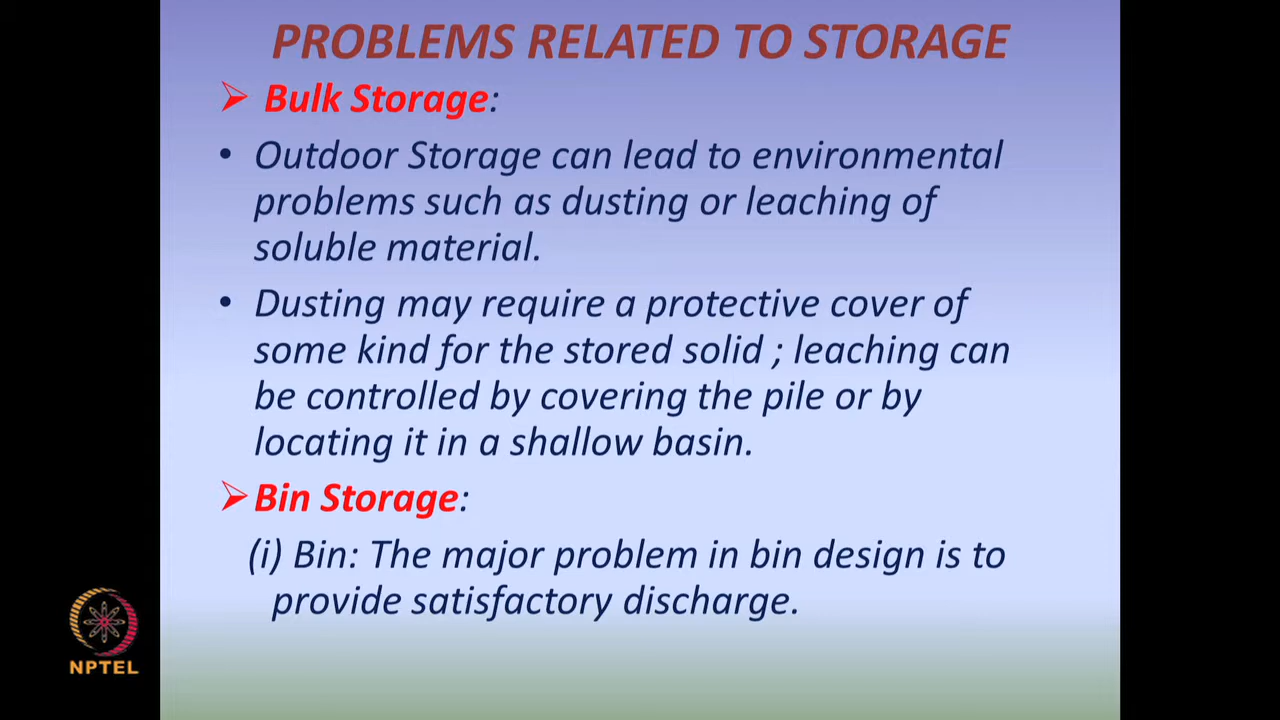 PROBLEMS RELATED TO STORAGE
➢ Bulk Storage:
• Outdoor Storage can lead to environmental
problems such as dusting or leaching of
soluble material.
• Dusting may require a protective cover of
some kind for the stored solid ; leaching can
be controlled by covering the pile or by
locating it in a shallow basin.
➢ Bin Storage:
(i) Bin: The major problem in bin design is to
provide satisfactory discharge.
NPTEL